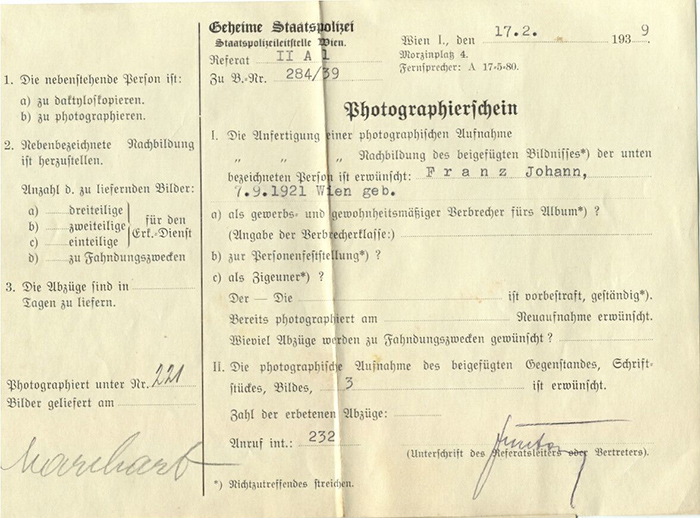 1. Die nebenstehende Person ist:
a) zu daktyloskopieren.
b) zu photographieren.
2. Nebenbezeichnete Nachbildung
ist herzustellen.
Anzahl d. zu liefernden Bilder:
a) dreiteilige
b) zweiteilige
c) einteilige
für den
Erk.-Dienst
d) zu Fahndungszwecken
3. Die Abzüge sind in
Tagen zu liefern.
Photographiert unter Nr. 221
Bilder geliefert am
Geheime Staatspolizei
Staatspolizeileitstelle Wien.
Referat II A 1
Zu B.-Nr. 284/39
Wien I., den 17.2. 1939
Morzinplatz 4.
Fernsprecher: A 17-5-80.
Photographierschein
I. Die Anfertigung einer photographischen Aufnahme
„ „ Nachbildung des beigefügten Bildnisses*) der unten
bezeichneten Person ist erwünscht: Franz Johann,
7.9.1921 Wien geb.
a) als gewerbs- und gewohnheitsmäßiger Verbrecher fürs Album*) ?
(Angabe der Verbrecherklasse:)
b) zur Personenfeststellung*) ?
c) als Zigeuner*) ?
Der — Die ist vorbestraft, geständig*).
Bereits photographiert am Neuaufnahme erwünscht.
Wieviel Abzüge werden zu Fahndungszwecken gewünscht ?
II. Die photographische Aufnahme des beigefügten Gegenstandes, Schrift-
stückes, Bildes, 3 ist erwünscht.
Zahl der erbetenen Abzüge:
Anruf int.: 232
(Unterschrift des Referatsleiters oder Vertreters).
*) Nichtzutreffendes streichen.